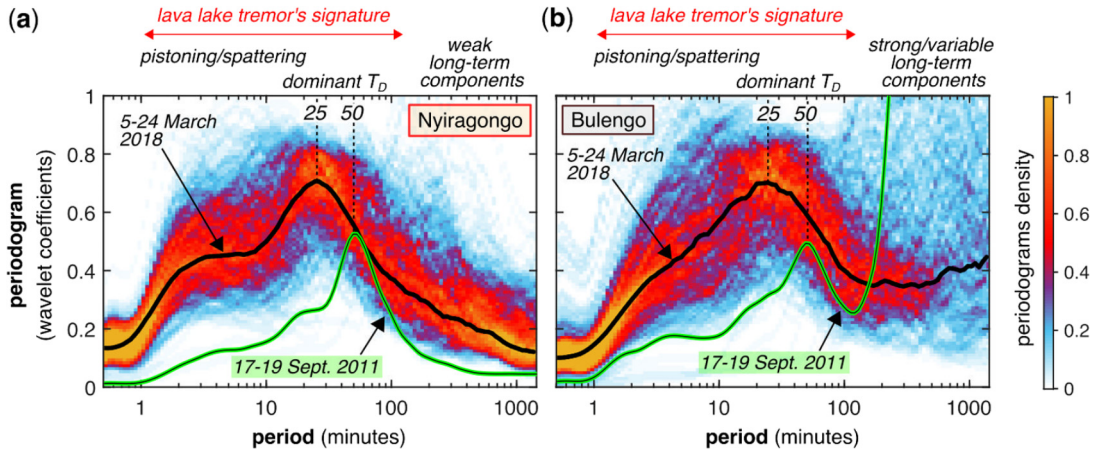 (a)
lava lake tremor's signature
pistoning/spattering
weak
long-term
components
dominant T_D
25 50
Nyiragongo
5-24 March
2018
17-19 Sept. 2011
periodogram
(wavelet coefficients)
1
0.8
0.6
0.4
0.2
0
1 10 100 1000
period (minutes)
(b)
lava lake tremor's signature
pistoning/spattering
strong/variable
long-term
components
dominant T_D
25 50
Bulengo
5-24 March
2018
17-19 Sept. 2011
1 10 100 1000
period (minutes)
1
0.8
0.6
0.4
0.2
0
periodograms density